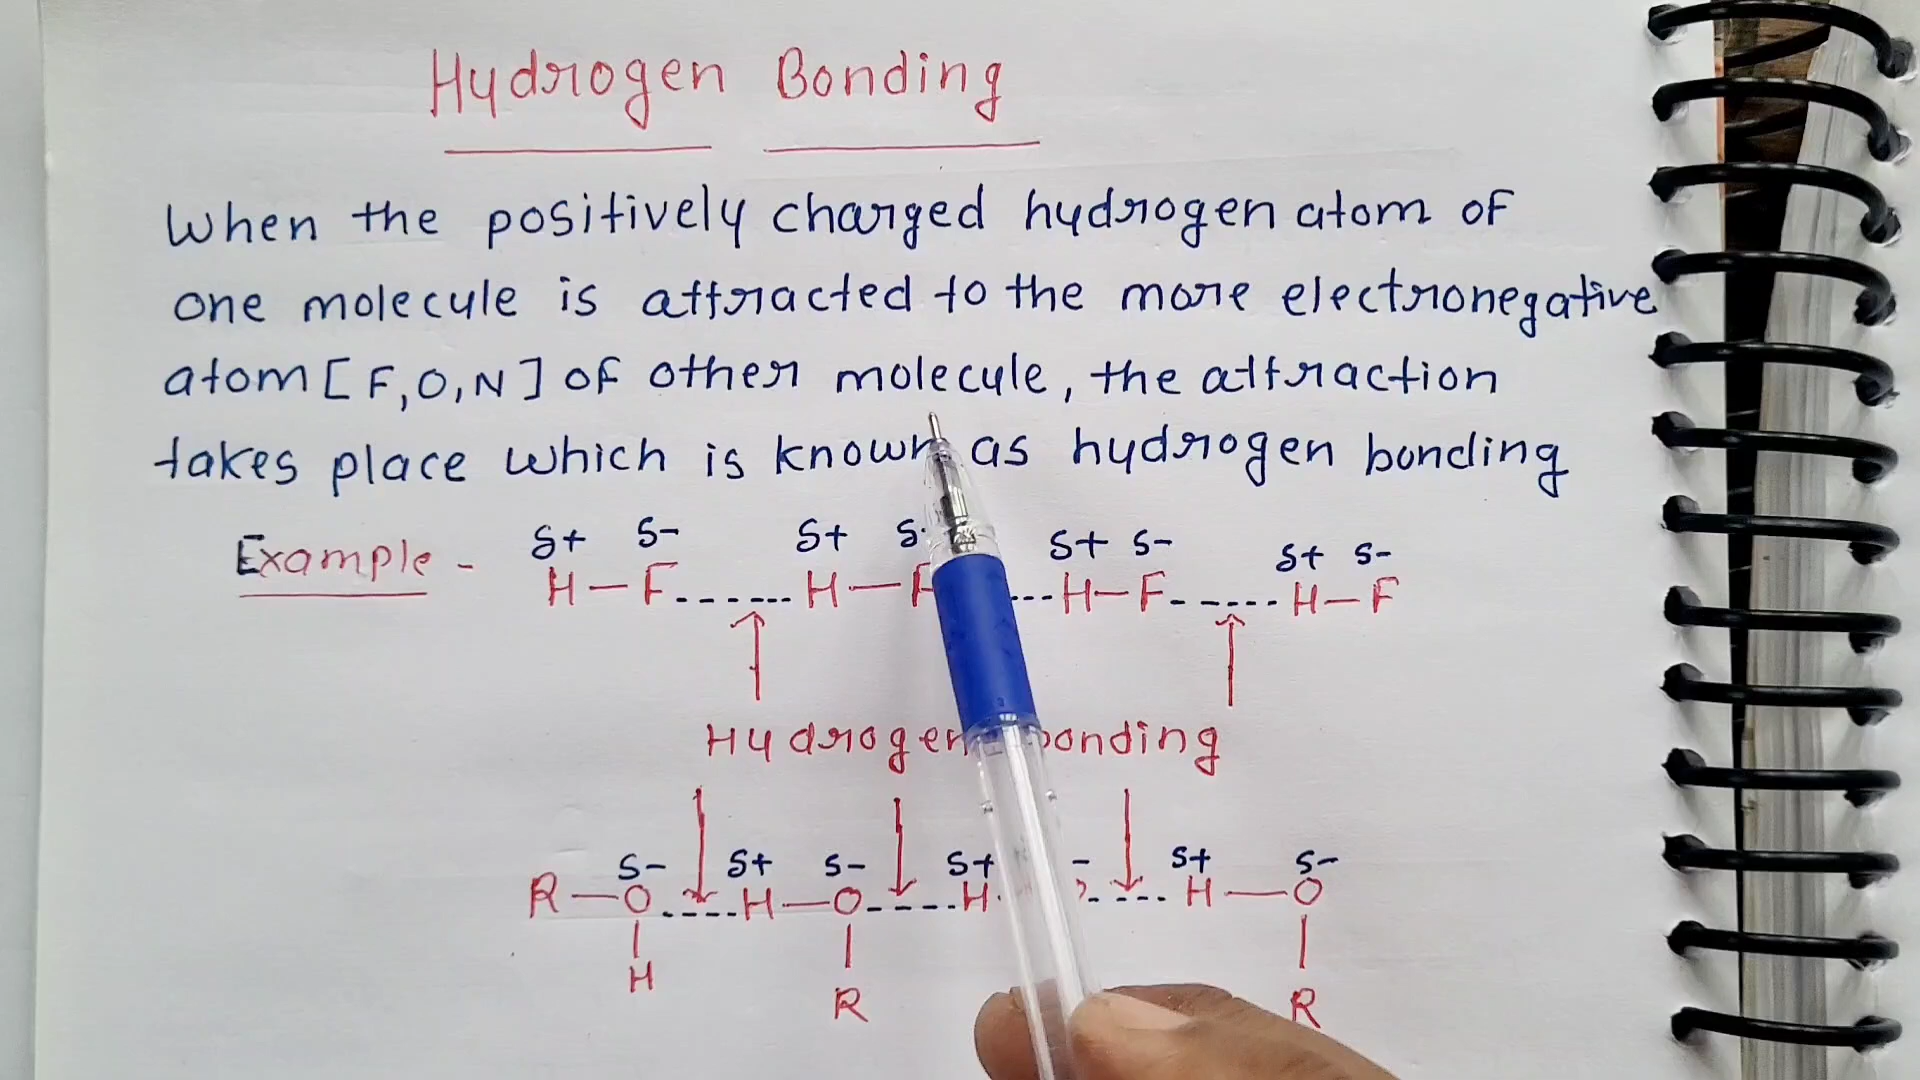 Hydrogen Bonding
When the positively charged hydrogen atom of
one molecule is attracted to the more electronegative
atom [F,O,N] of other molecule, the attraction
takes place which is known as hydrogen bonding
δ+ δ- δ+ δ- δ+ δ- δ+ δ-
Example - H-F.......H-F ...H-F-----H-F
Hydrogen bonding
δ- δ+ δ- δ+ - δ+ δ-
R-O....H-O----H ....H-O
H
R R